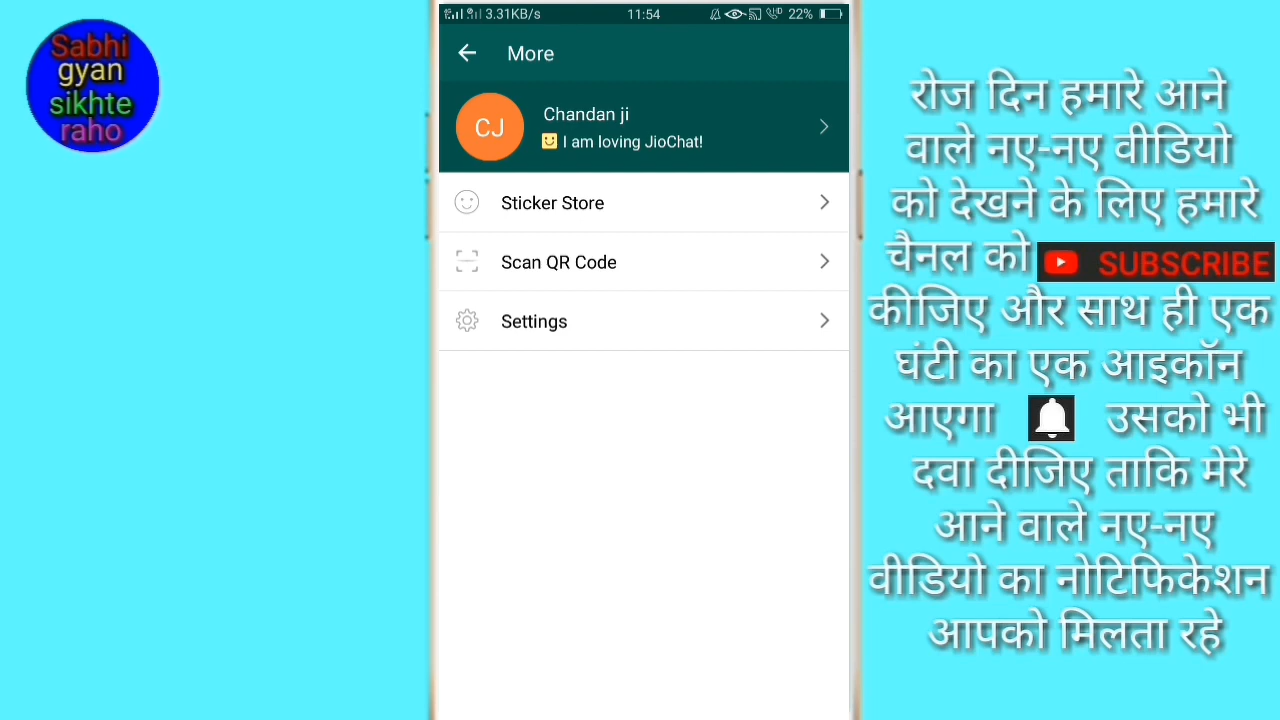 Sabhi
gyan
sikhte
raho
3.31KB/s 11:54 22%
More
CJ
Chandan ji
I am loving JioChat!
Sticker Store
Scan QR Code
Settings
रोज दिन हमारे आने
वाले नए-नए वीडियो
को देखने के लिए हमारे
चैनल को SUBSCRIBE
कीजिए और साथ ही एक
घंटी का एक आइकॉन
आएगा उसको भी
दवा दीजिए ताकि मेरे
आने वाले नए-नए
वीडियो का नोटिफिकेशन
आपको मिलता रहे